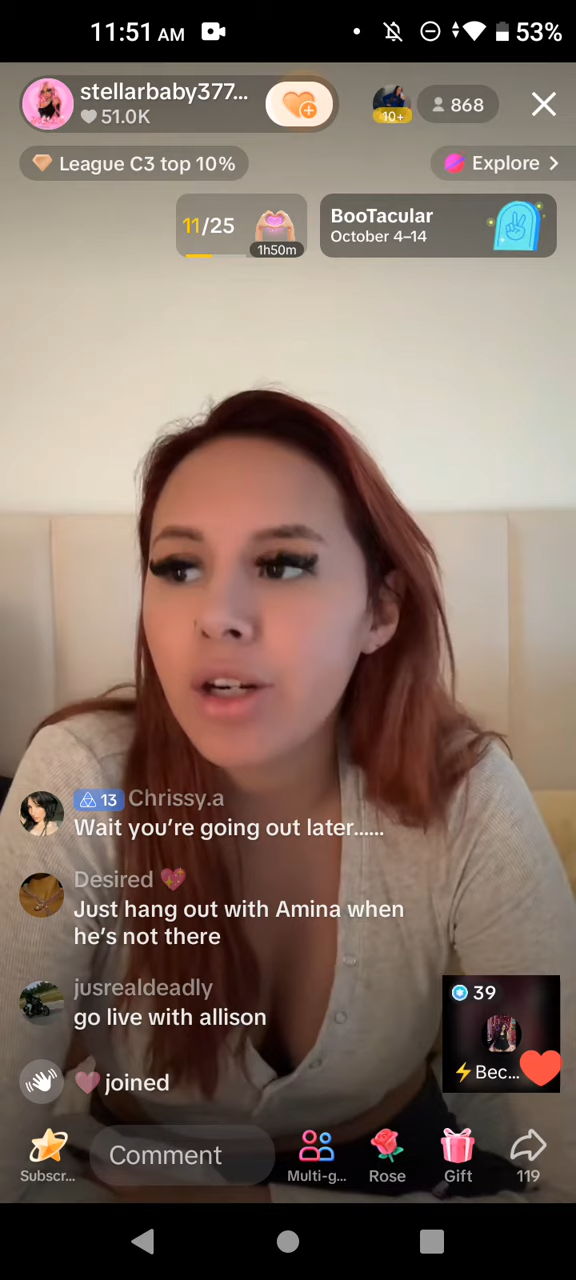 11:51 AM
53%
stellarbaby377...
51.0K
10+
868
League C3 top 10%
Explore
11/25
1h50m
BooTacular
October 4–14
13 Chrissy.a
Wait you're going out later......
Desired
Just hang out with Amina when
he's not there
jusrealdeadly
go live with allison
joined
39
Bec...
Subscr...
Comment
Multi-g...
Rose
Gift
119